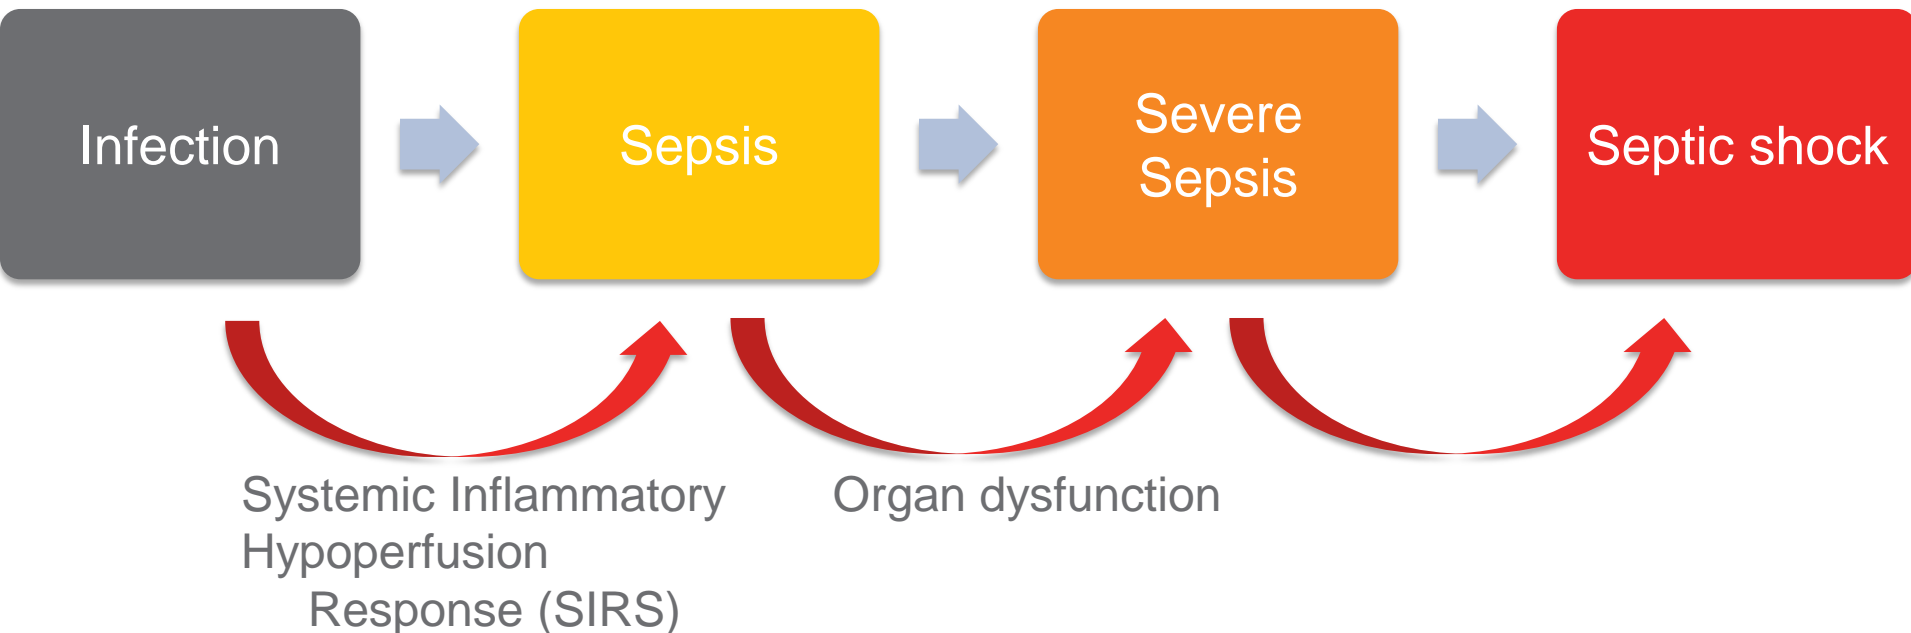 Infection
Sepsis
Severe
Sepsis
Septic shock
Systemic Inflammatory
Hypoperfusion
Response (SIRS)
Organ dysfunction